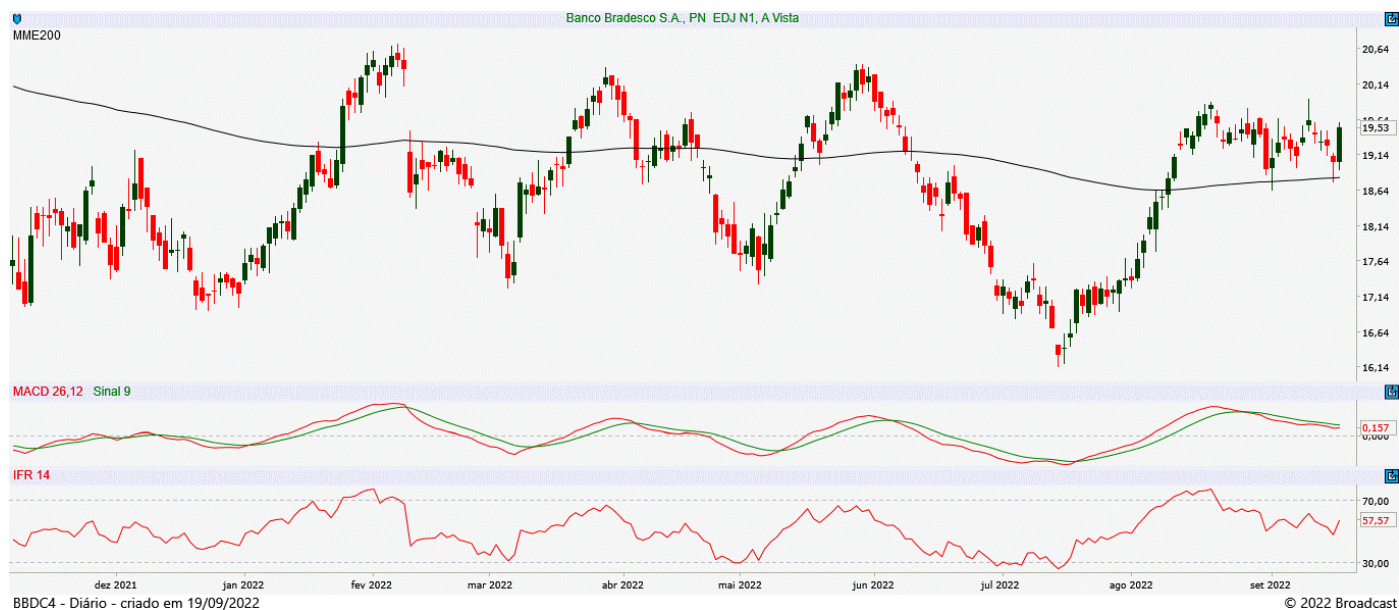 Banco Bradesco S.A., PN EDJ N1, A Vista
MME200
20,64
20,14
19,53
19,14
18,64
18,14
17,64
17,14
16,64
16,14
MACD 26,12 Sinal 9
0,157
0,000
IFR 14
70,00
57,57
30,00
dez 2021 jan 2022 fev 2022 mar 2022 abr 2022 mai 2022 jun 2022 jul 2022 ago 2022 set 2022
BBDC4 - Diário - criado em 19/09/2022 © 2022 Broadcast